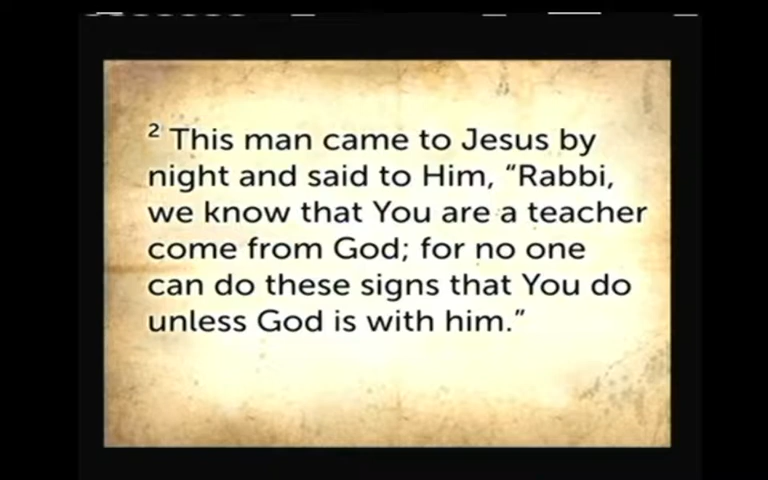 ² This man came to Jesus by
night and said to Him, “Rabbi,
we know that You are a teacher
come from God; for no one
can do these signs that You do
unless God is with him.”